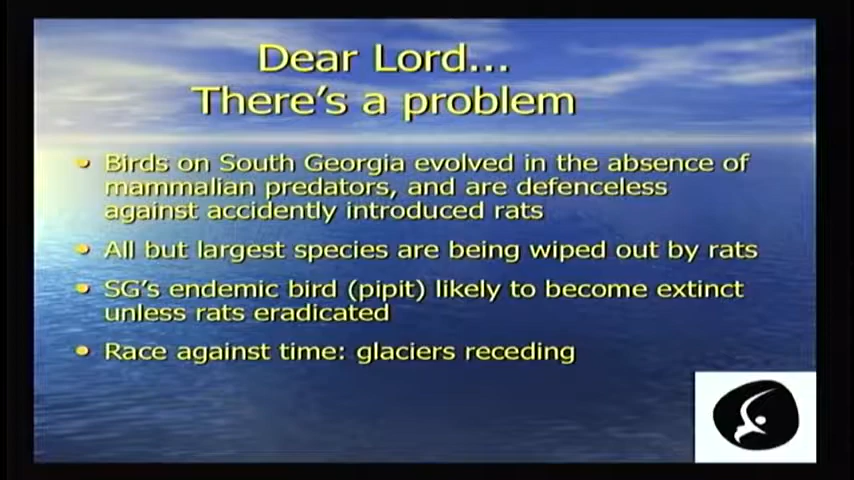 Dear Lord...
There's a problem
• Birds on South Georgia evolved in the absence of
mammalian predators, and are defenceless
against accidently introduced rats
• All but largest species are being wiped out by rats
• SG's endemic bird (pipit) likely to become extinct
unless rats eradicated
• Race against time: glaciers receding